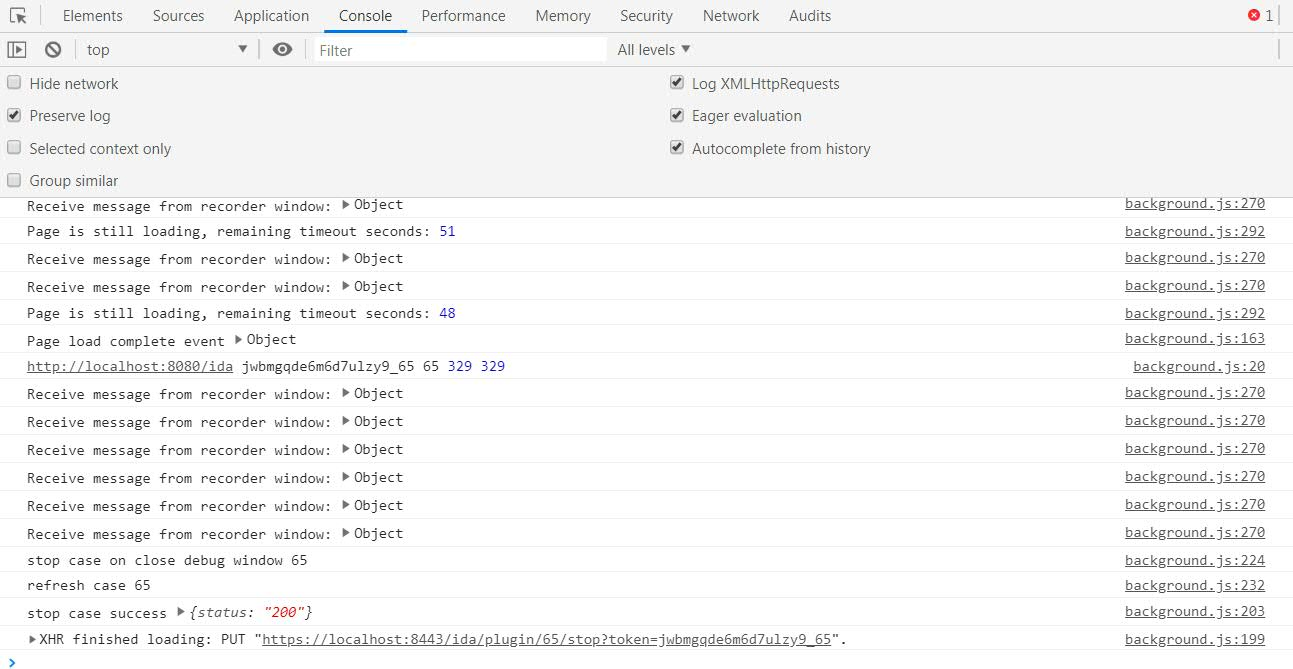 Elements Sources Application Console Performance Memory Security Network Audits 1
top Filter All levels
Hide network Log XMLHttpRequests
Preserve log Eager evaluation
Selected context only Autocomplete from history
Group similar
Receive message from recorder window: Object background.js:270
Page is still loading, remaining timeout seconds: 51 background.js:292
Receive message from recorder window: Object background.js:270
Receive message from recorder window: Object background.js:270
Page is still loading, remaining timeout seconds: 48 background.js:292
Page load complete event Object background.js:163
http://localhost:8080/ida jwbmgqde6m6d7ulzy9_65 65 329 329 background.js:20
Receive message from recorder window: Object background.js:270
Receive message from recorder window: Object background.js:270
Receive message from recorder window: Object background.js:270
Receive message from recorder window: Object background.js:270
Receive message from recorder window: Object background.js:270
Receive message from recorder window: Object background.js:270
stop case on close debug window 65 background.js:224
refresh case 65 background.js:232
stop case success {status: "200"} background.js:203
XHR finished loading: PUT "https://localhost:8443/ida/plugin/65/stop?token=jwbmgqde6m6d7ulzy9_65". background.js:199